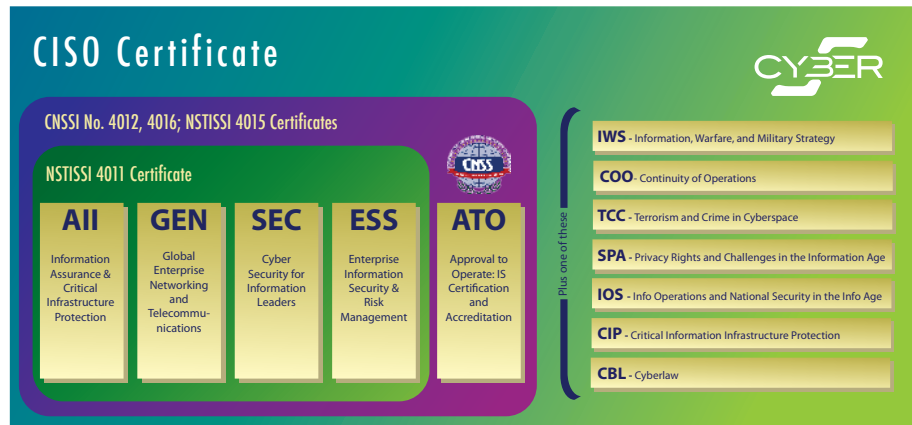 CISO Certificate
CYBER
CNSSI No. 4012, 4016; NSTISSI 4015 Certificates
CNSS
NSTISSI 4011 Certificate
AII
Information
Assurance &
Critical
Infrastructure
Protection
GEN
Global
Enterprise
Networking
and
Telecommu-
nications
SEC
Cyber
Security for
Information
Leaders
ESS
Enterprise
Information
Security &
Risk
Management
ATO
Approval to
Operate: IS
Certification
and
Accreditation
Plus one of these
IWS - Information, Warfare, and Military Strategy
COO- Continuity of Operations
TCC - Terrorism and Crime in Cyberspace
SPA - Privacy Rights and Challenges in the Information Age
IOS - Info Operations and National Security in the Info Age
CIP - Critical Information Infrastructure Protection
CBL - Cyberlaw